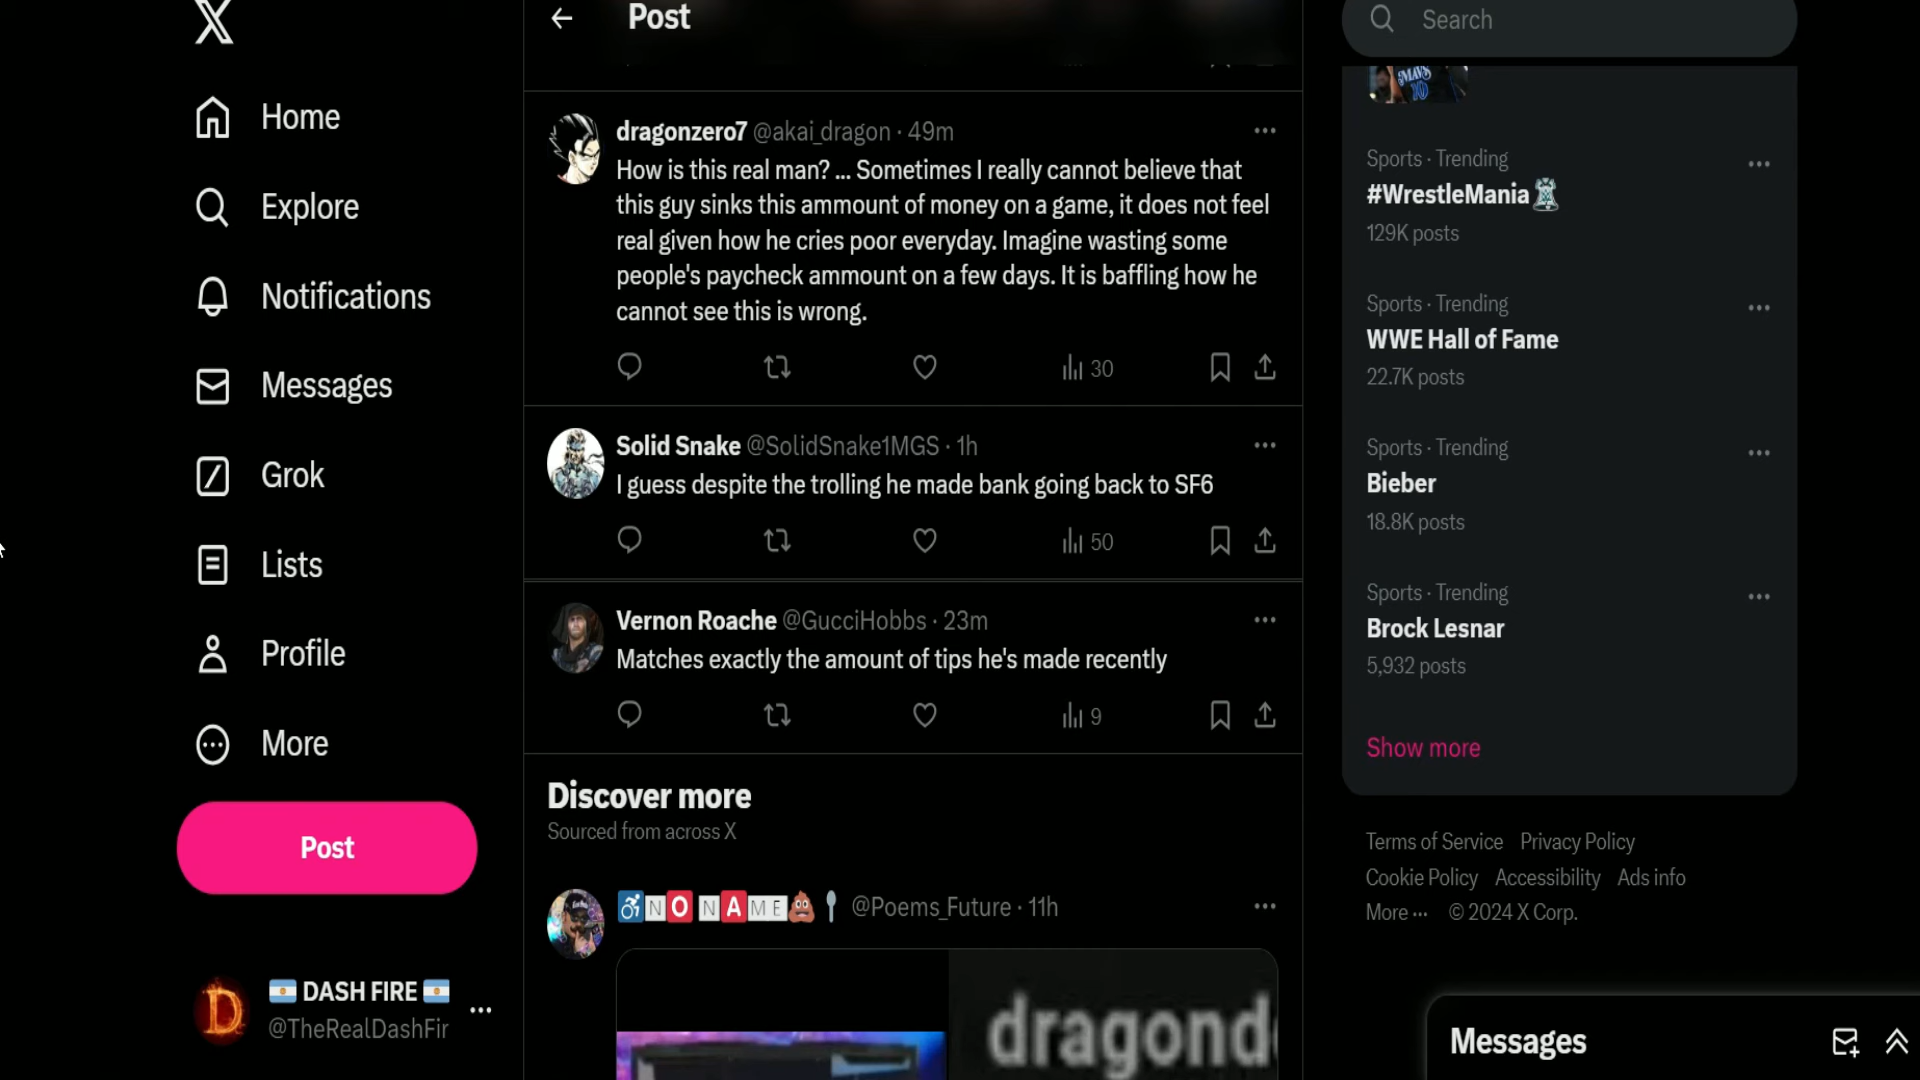 Home
Explore
Notifications
Messages
Grok
Lists
Profile
More
Post
DASH FIRE
@TheRealDashFir
Post
dragonzero7 @akai_dragon · 49m
How is this real man? ... Sometimes I really cannot believe that
this guy sinks this ammount of money on a game, it does not feel
real given how he cries poor everyday. Imagine wasting some
people's paycheck ammount on a few days. It is baffling how he
cannot see this is wrong.
30
Solid Snake @SolidSnake1MGS · 1h
I guess despite the trolling he made bank going back to SF6
50
Vernon Roache @GucciHobbs · 23m
Matches exactly the amount of tips he's made recently
9
Discover more
Sourced from across X
NO NAME @Poems_Future · 11h
dragond
Search
MAVS
10
Sports · Trending
#WrestleMania
129K posts
Sports · Trending
WWE Hall of Fame
22.7K posts
Sports · Trending
Bieber
18.8K posts
Sports · Trending
Brock Lesnar
5,932 posts
Show more
Terms of Service Privacy Policy
Cookie Policy Accessibility Ads info
More ··· © 2024 X Corp.
Messages